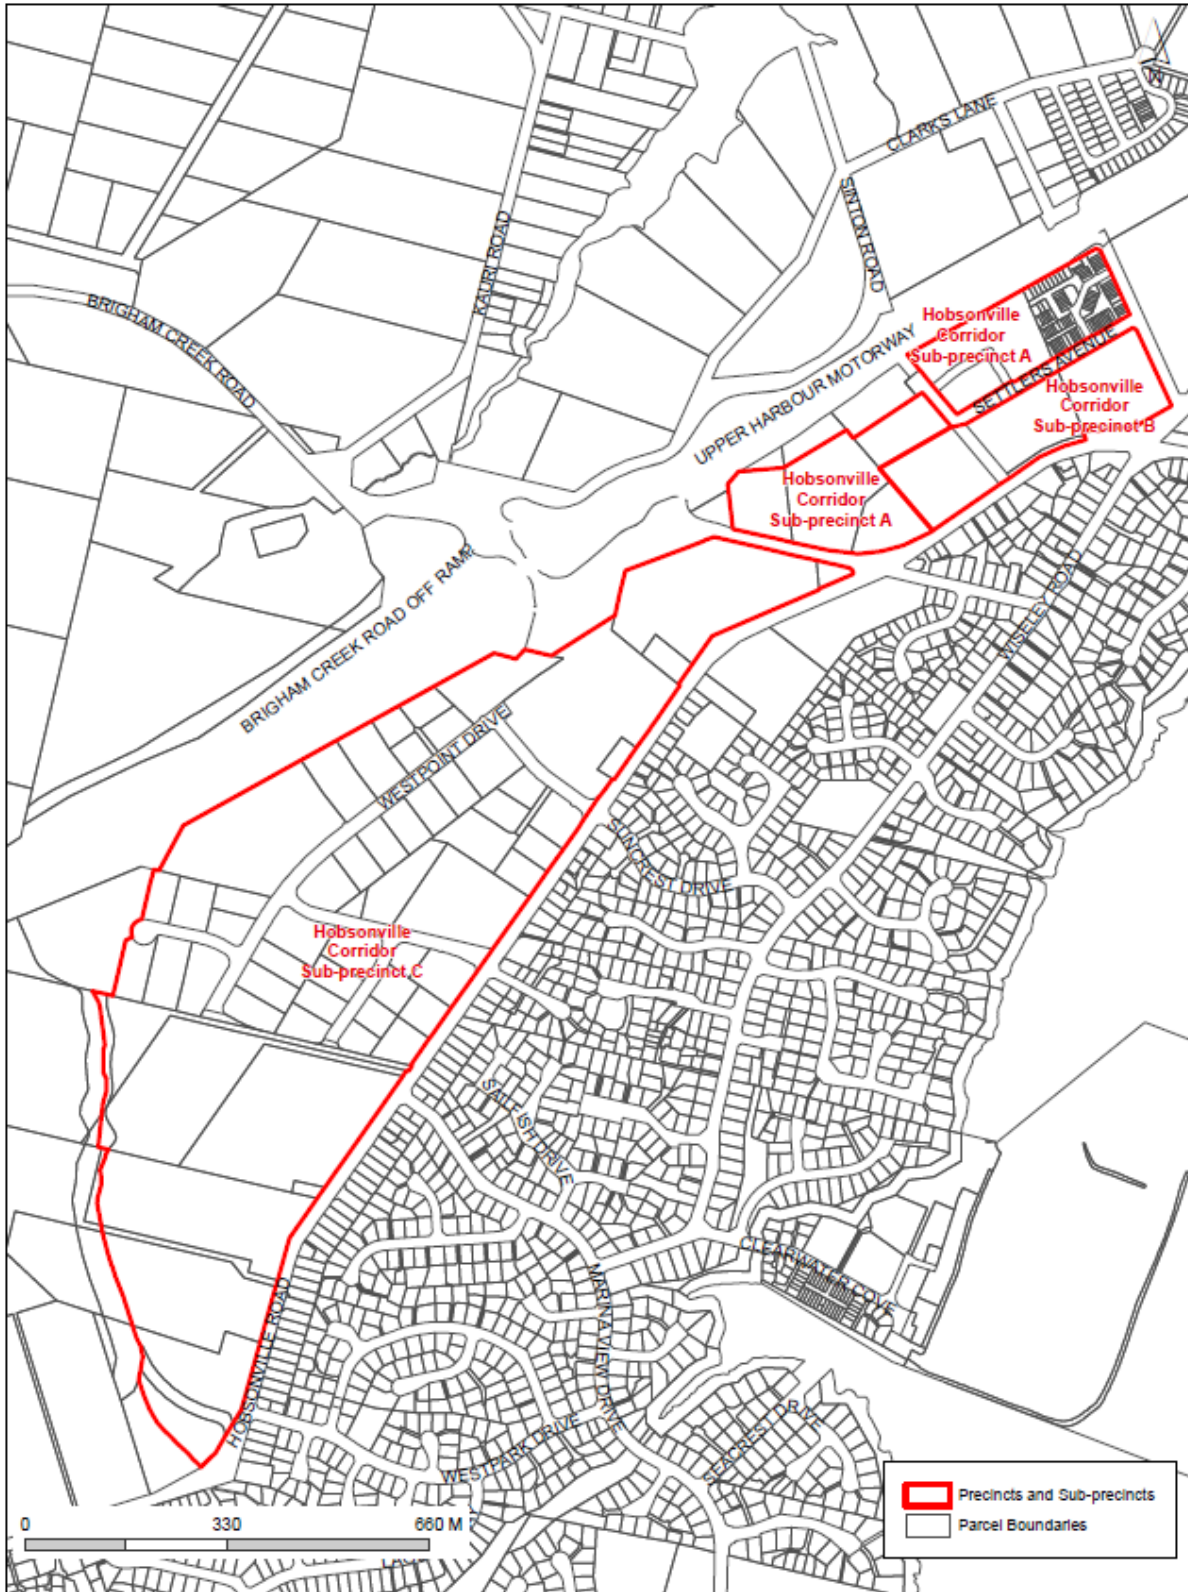 N
CLARKS LANE
SINTON ROAD
KAURI ROAD
BRIGHAM CREEK ROAD
Hobsonville
Corridor
Sub-precinct A
UPPER HARBOUR MOTORWAY
SETTLERS AVENUE
Hobsonville
Corridor
Sub-precinct B
Hobsonville
Corridor
Sub-precinct A
BRIGHAM CREEK ROAD OFF RAMP
WISELEY ROAD
WESTPOINT DRIVE
SUNCREST DRIVE
Hobsonville
Corridor
Sub-precinct C
SAILFISH DRIVE
CLEARWATER COVE
MARINA VIEW DRIVE
HOBSONVILLE ROAD
WESTPARK DRIVE
SEACREST DRIVE
Precincts and Sub-precincts
Parcel Boundaries
0 330 660 M